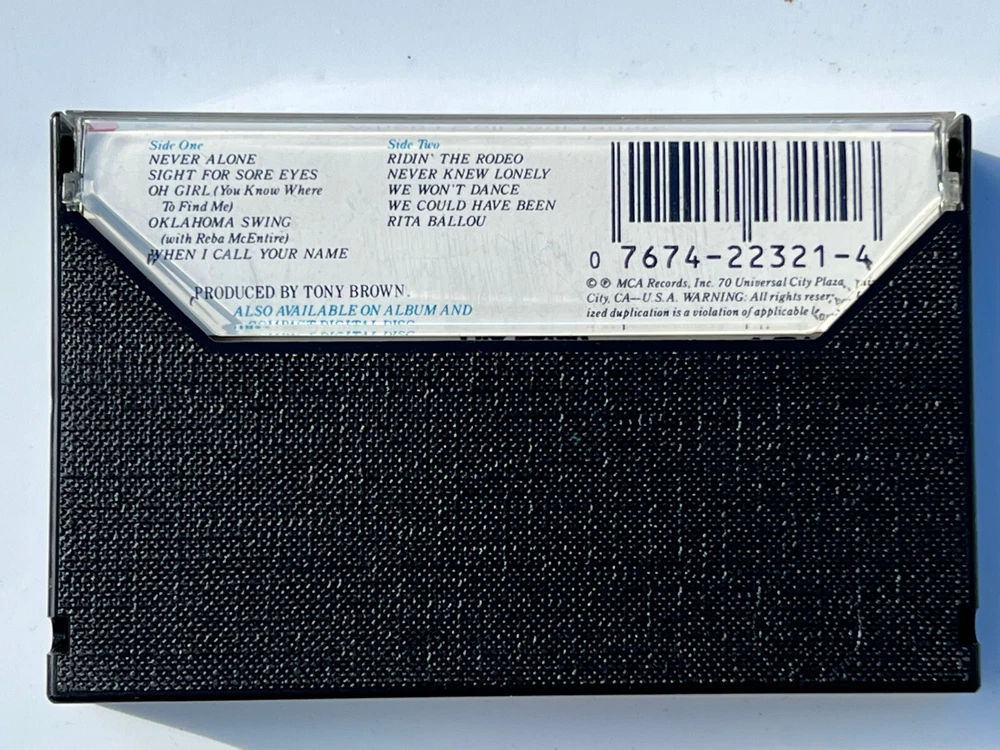 Side One
NEVER ALONE
SIGHT FOR SORE EYES
OH GIRL (You Know Where
To Find Me)
OKLAHOMA SWING
(with Reba McEntire)
WHEN I CALL YOUR NAME
Side Two
RIDIN' THE RODEO
NEVER KNEW LONELY
WE WON'T DANCE
WE COULD HAVE BEEN
RITA BALLOU
PRODUCED BY TONY BROWN.
ALSO AVAILABLE ON ALBUM AND
COMPACT DIGITAL DISC
0 7674-22321-4
© ℗ MCA Records, Inc. 70 Universal City Plaza,
City, CA—U.S.A. WARNING: All rights
ized duplication is a violation of applicable